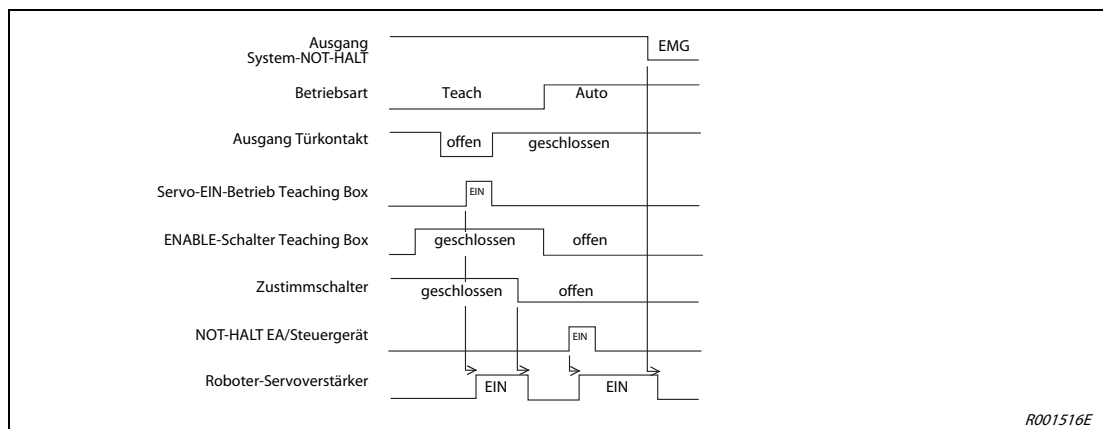 Ausgang
System-NOT-HALT
EMG
Betriebsart
Teach
Auto
Ausgang Türkontakt
offen
geschlossen
Servo-EIN-Betrieb Teaching Box
EIN
ENABLE-Schalter Teaching Box
geschlossen
offen
Zustimmschalter
geschlossen
offen
NOT-HALT EA/Steuergerät
EIN
Roboter-Servoverstärker
EIN
EIN
R001516E